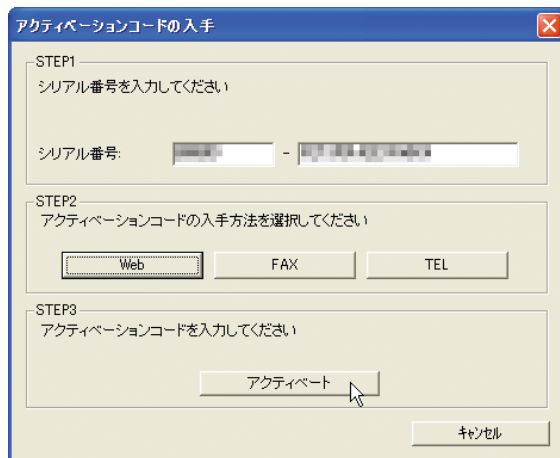 アクティベーションコードの入手
STEP1
シリアル番号を入力してください
シリアル番号: -
STEP2
アクティベーションコードの入手方法を選択してください
Web FAX TEL
STEP3
アクティベーションコードを入力してください
アクティベート
キャンセル